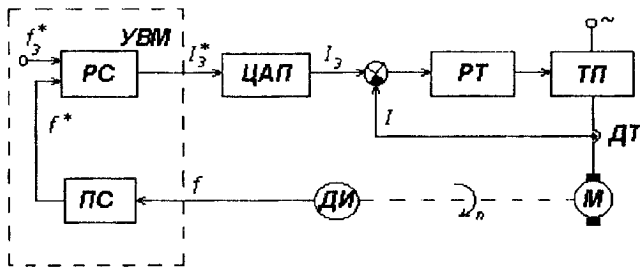 УВМ
f*з
РС
I*з
ЦАП
Iз
РТ
ТП
~
f*
I
ДТ
ПС
f
ДИ
n
М